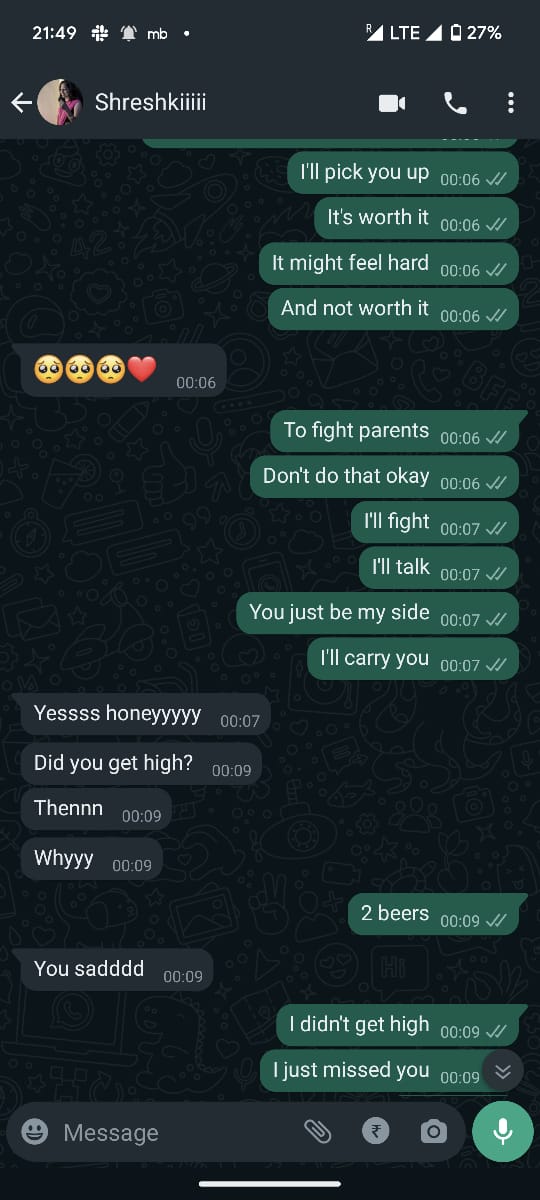 21:49 mb LTE 27%
Shreshkiiiii
I'll pick you up 00:06
It's worth it 00:06
It might feel hard 00:06
And not worth it 00:06
🥺🥺🥺❤️ 00:06
To fight parents 00:06
Don't do that okay 00:06
I'll fight 00:07
I'll talk 00:07
You just be my side 00:07
I'll carry you 00:07
Yessss honeyyyyy 00:07
Did you get high? 00:09
Thennn 00:09
Whyyy 00:09
2 beers 00:09
You sadddd 00:09
I didn't get high 00:09
I just missed you 00:09
Message